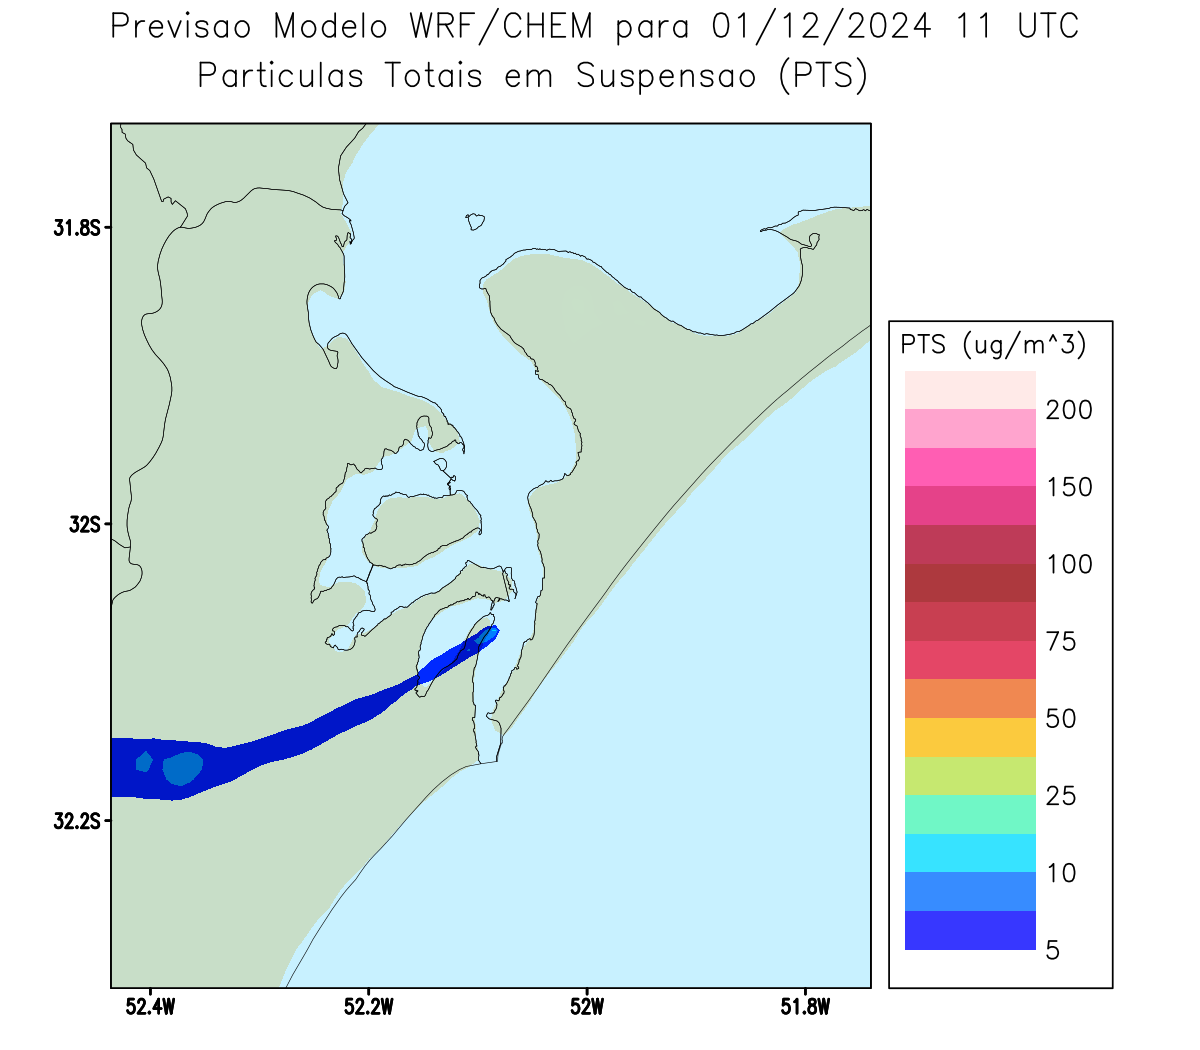 Previsao Modelo WRF/CHEM para 01/12/2024 11 UTC
Particulas Totais em Suspensao (PTS)
31.8S
32S
32.2S
52.4W
52.2W
52W
51.8W
PTS (ug/m^3)
200
150
100
75
50
25
10
5